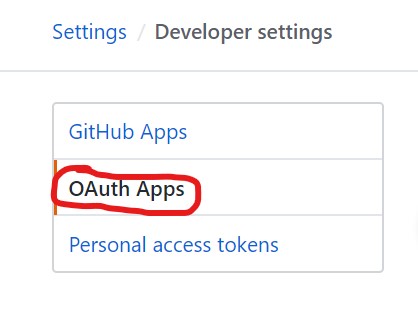 Settings / Developer settings
GitHub Apps
OAuth Apps
Personal access tokens